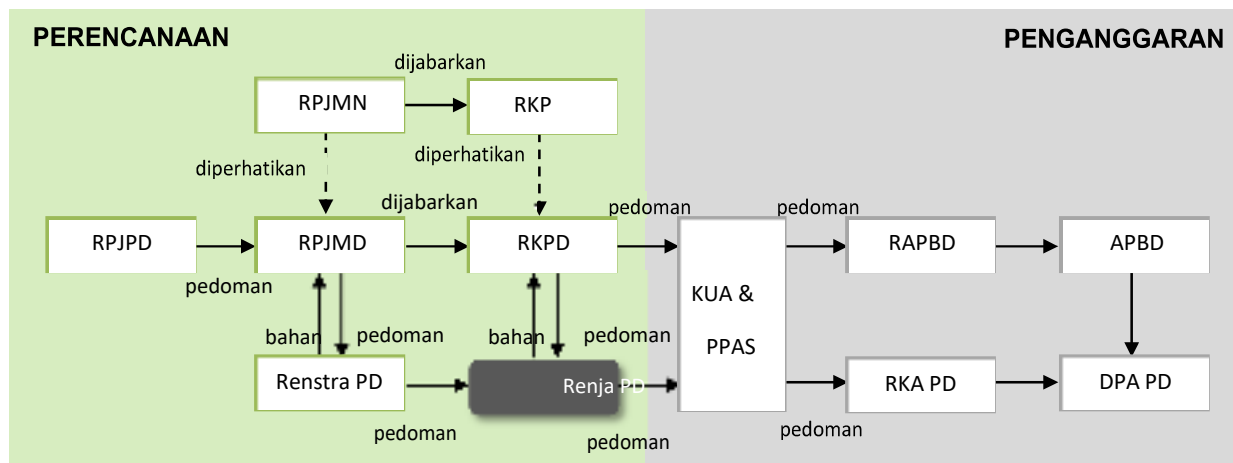 PERENCANAAN
PENGANGGARAN
dijabarkan
RPJMN
RKP
diperhatikan
diperhatikan
dijabarkan
pedoman
pedoman
RPJPD
RPJMD
RKPD
RAPBD
APBD
pedoman
KUA &
PPAS
bahan
pedoman
bahan
pedoman
Renstra PD
Renja PD
RKA PD
DPA PD
pedoman
pedoman
pedoman